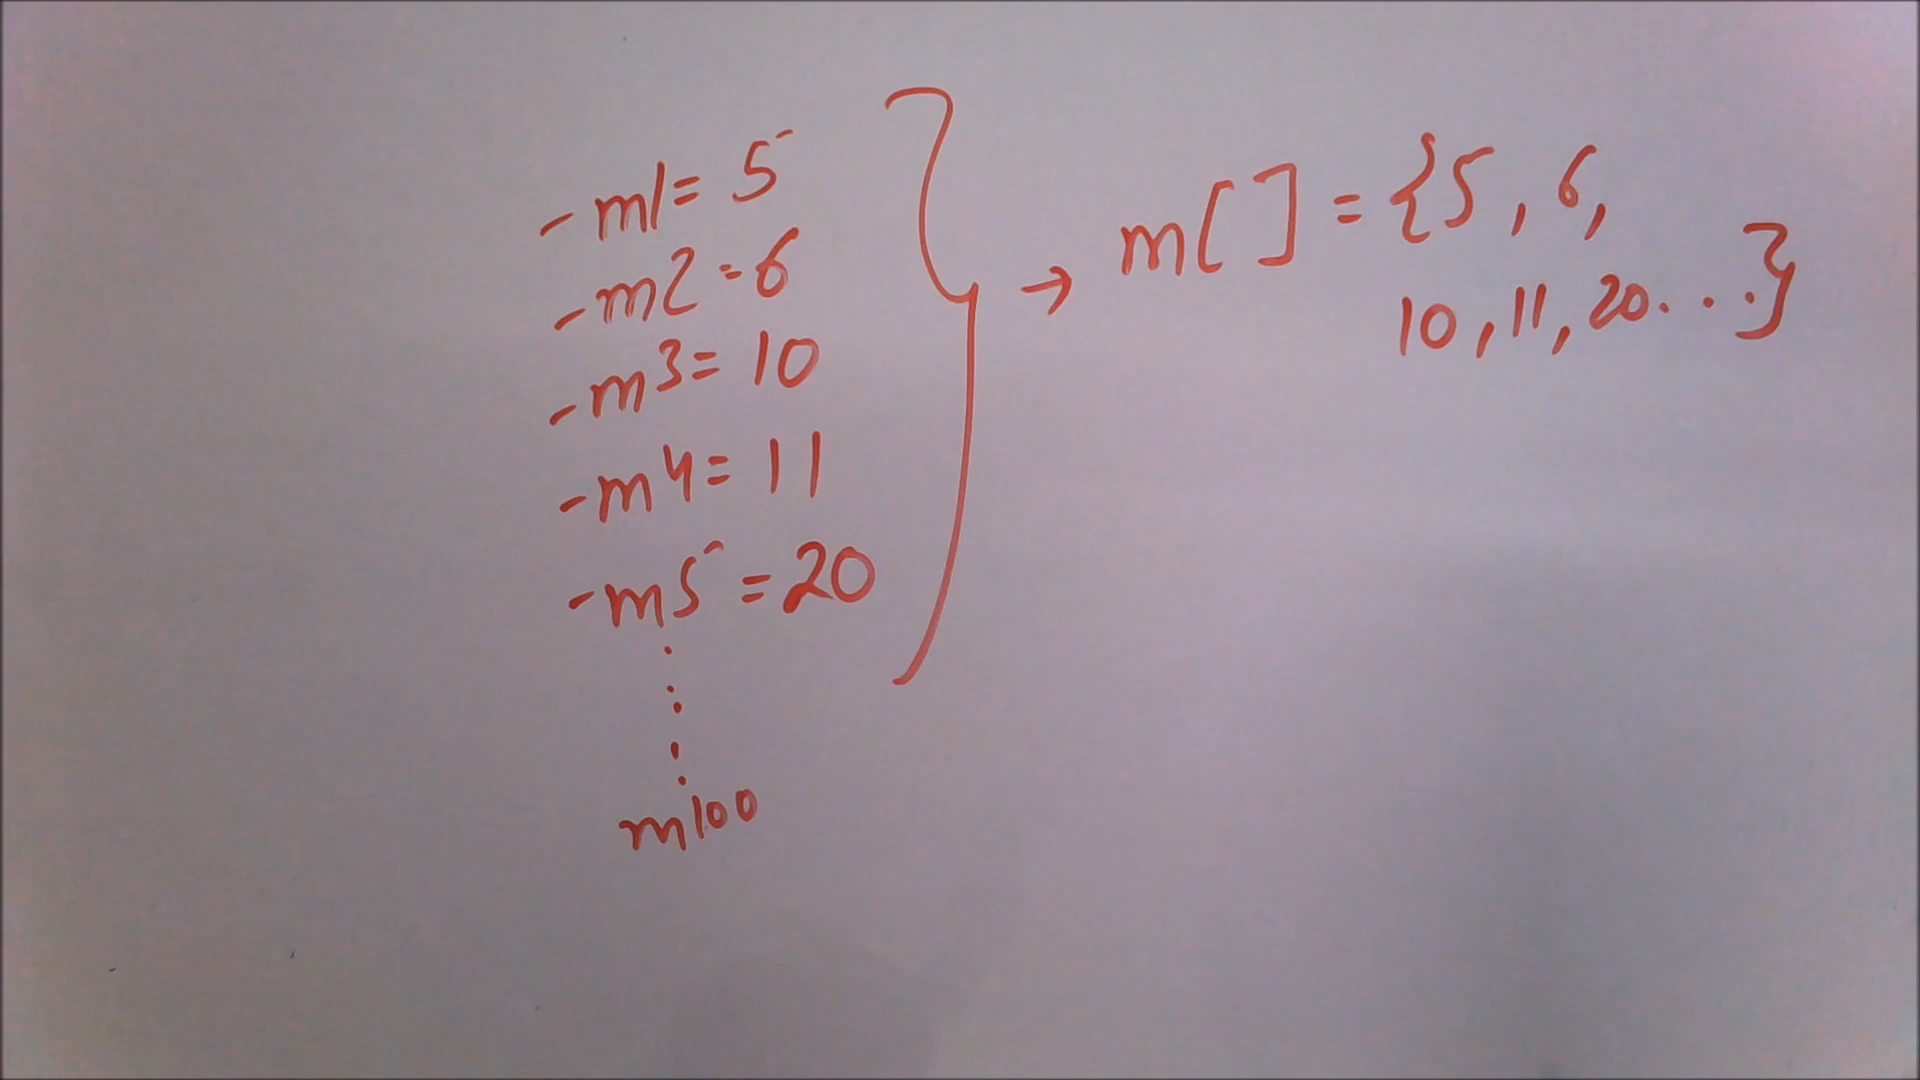 - m1 = 5
- m2 = 6
- m3 = 10
- m4 = 11
- m5 = 20
m100
→ m[ ] = {5, 6,
10, 11, 20...}